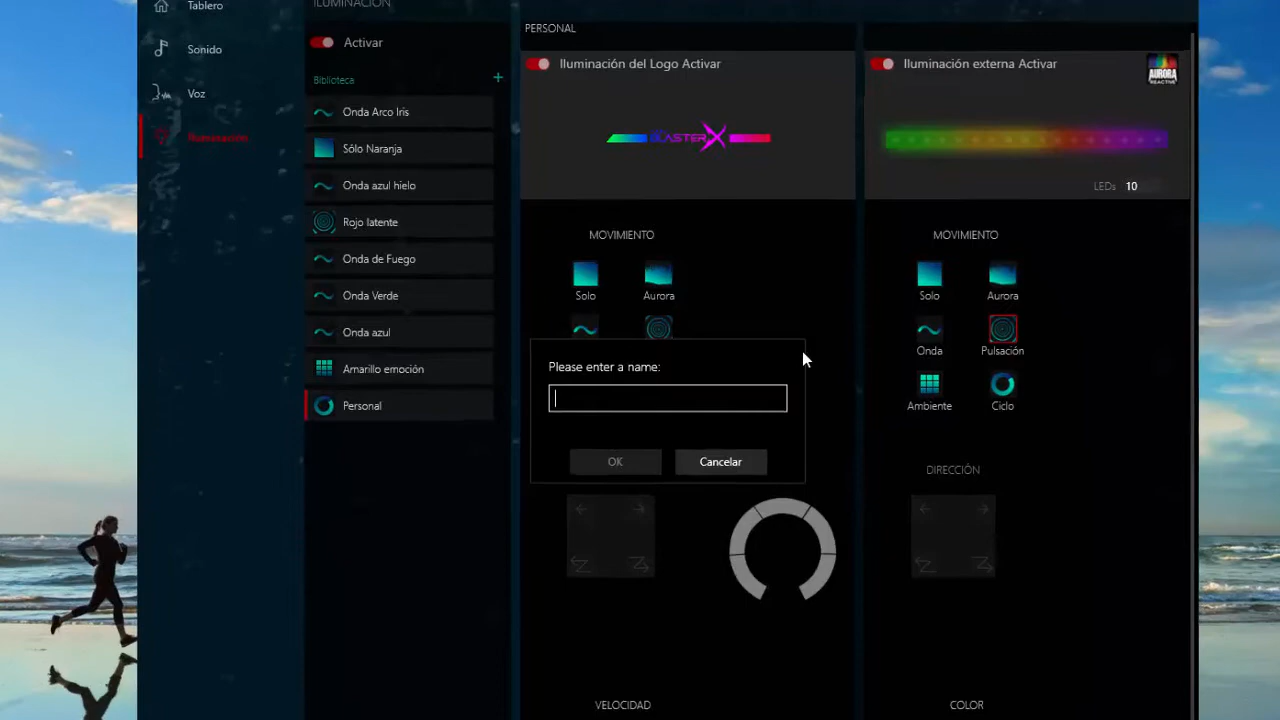 Tablero
Sonido
Voz
Iluminación
ILUMINACIÓN
Activar
Biblioteca
Onda Arco Iris
Sólo Naranja
Onda azul hielo
Rojo latente
Onda de Fuego
Onda Verde
Onda azul
Amarillo emoción
Personal
PERSONAL
Iluminación del Logo Activar
BLASTERX
MOVIMIENTO
Solo
Aurora
Please enter a name:
OK
Cancelar
VELOCIDAD
Iluminación externa Activar
AURORA
REACTIVE
LEDs 10
MOVIMIENTO
Solo
Aurora
Onda
Pulsación
Ambiente
Ciclo
DIRECCIÓN
COLOR